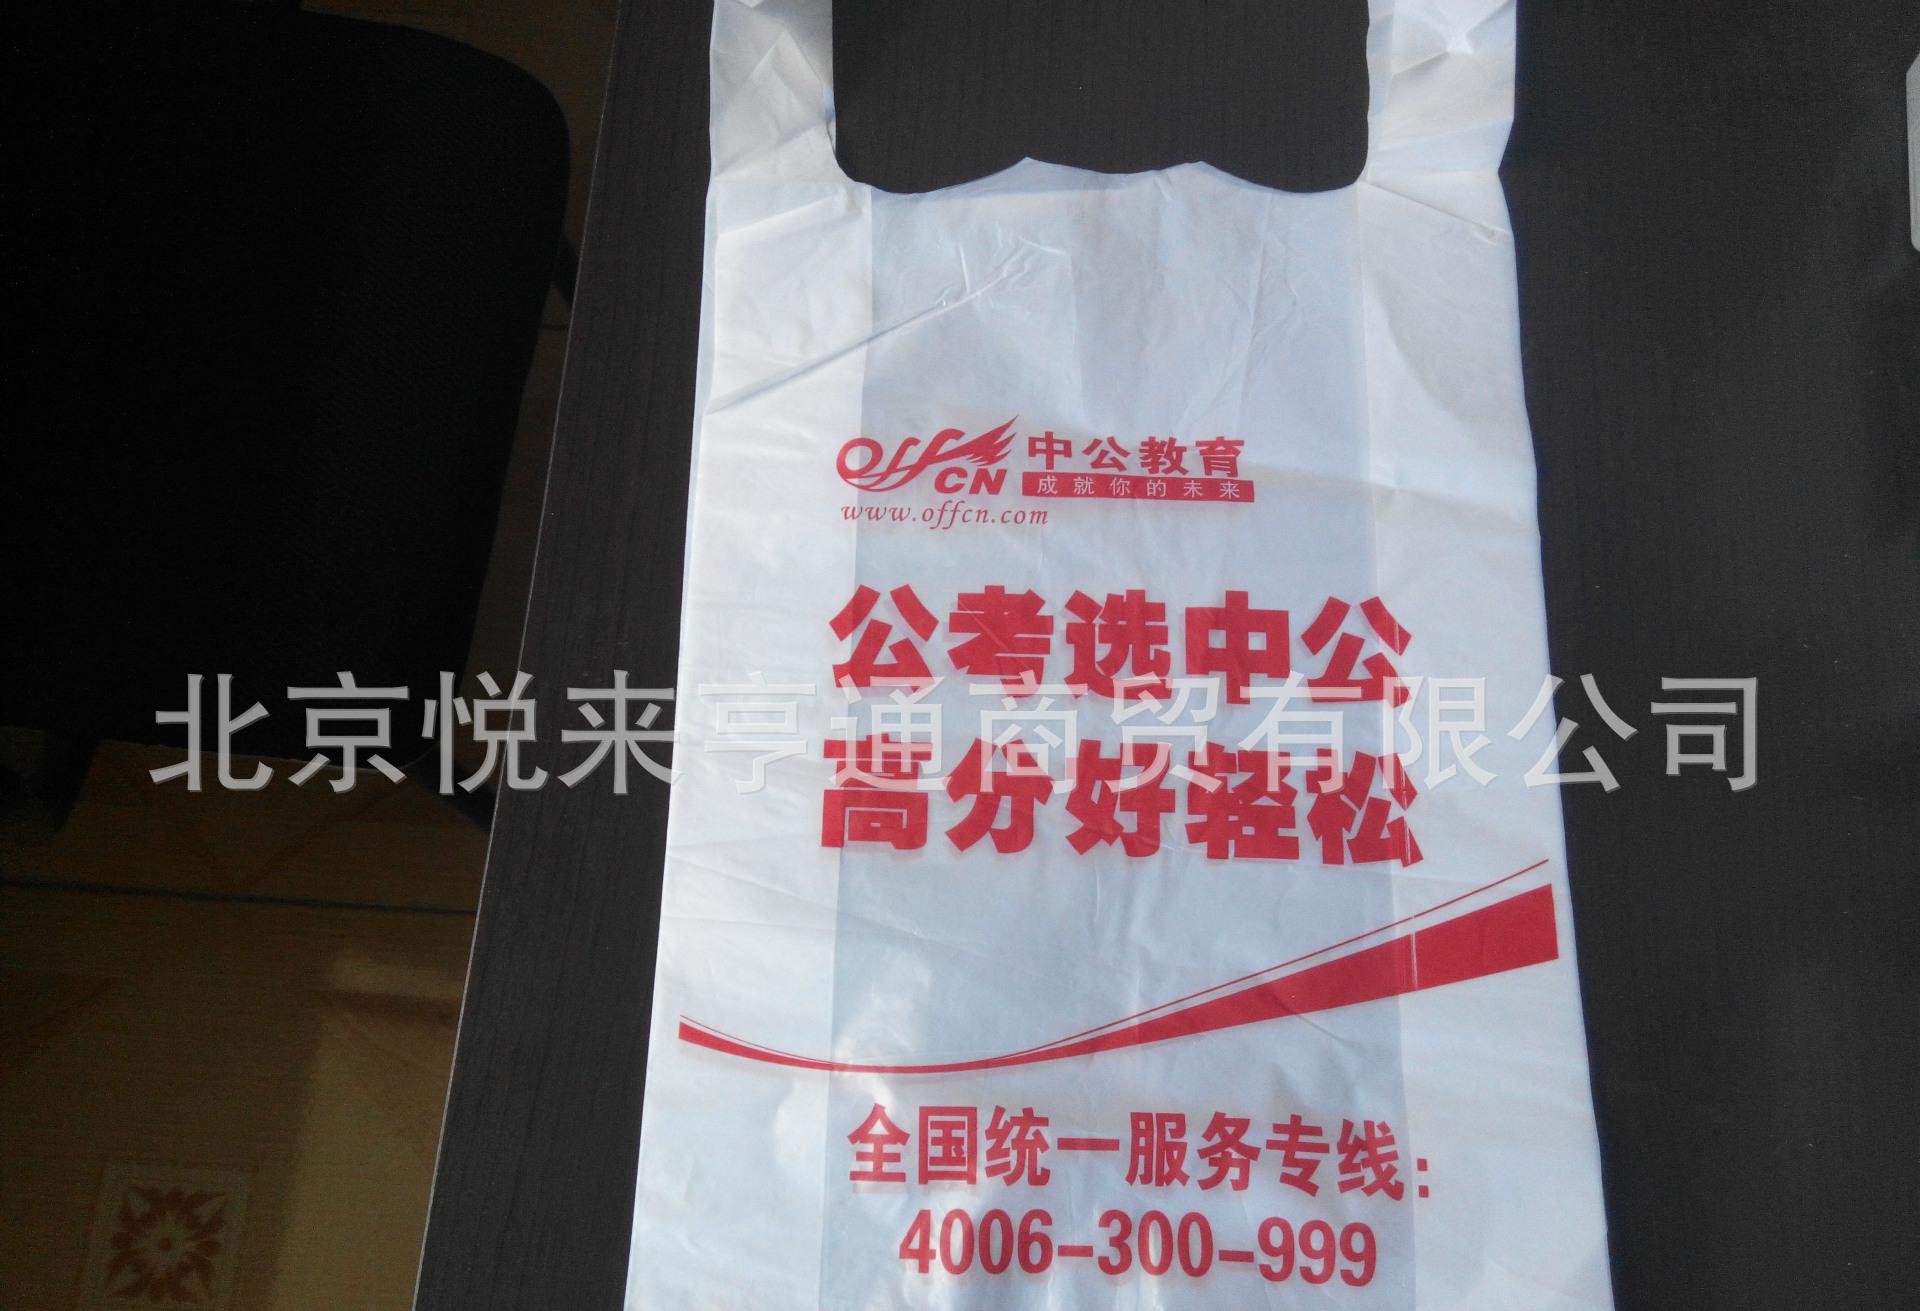 OffCN 中公教育
成就你的未来
www.offcn.com
公考选中公
北京悦来亨通商贸有限公司
高分好轻松
全国统一服务专线：
4006-300-999